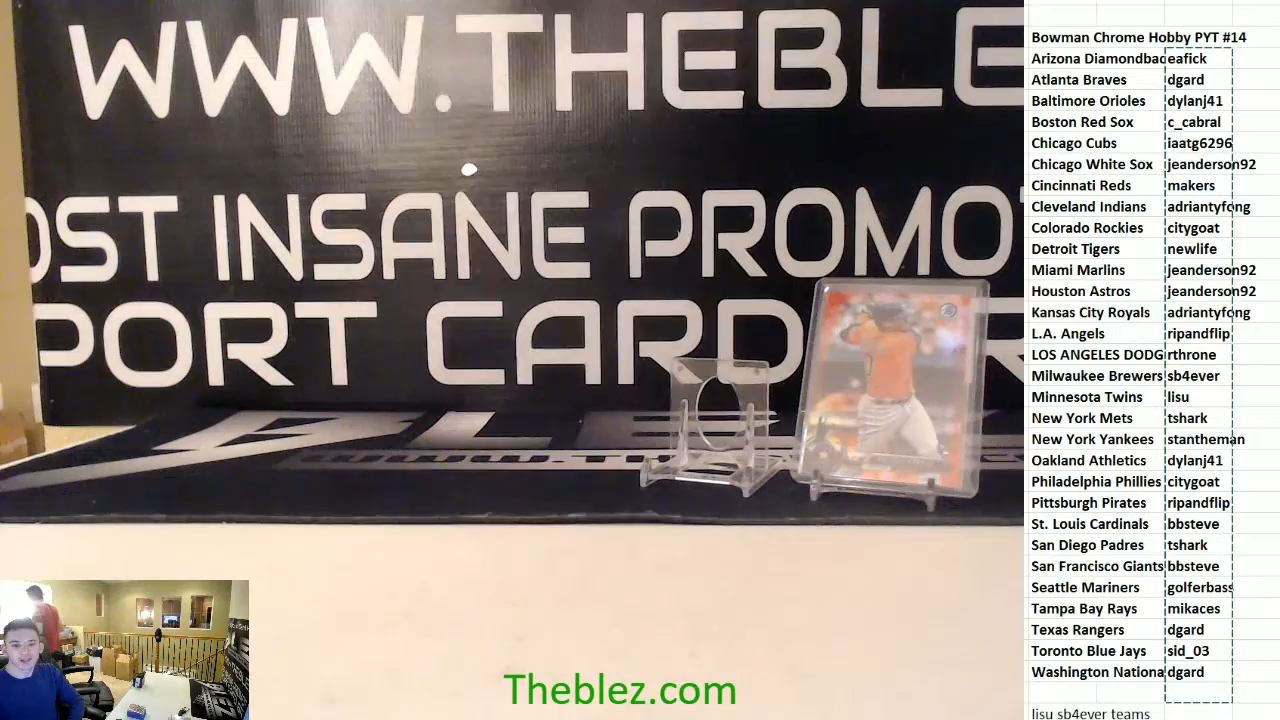 WWW.THEBLE
OST INSANE PROMO
PORT CARD
Bowman Chrome Hobby PYT #14
Arizona Diamondbac eafick
Atlanta Braves dgard
Baltimore Orioles dylanj41
Boston Red Sox c_cabral
Chicago Cubs iaatg6296
Chicago White Sox jeanderson92
Cincinnati Reds makers
Cleveland Indians adriantyfong
Colorado Rockies citygoat
Detroit Tigers newlife
Miami Marlins jeanderson92
Houston Astros jeanderson92
Kansas City Royals adriantyfong
L.A. Angels ripandflip
LOS ANGELES DODG rthrone
Milwaukee Brewers sb4ever
Minnesota Twins lisu
New York Mets tshark
New York Yankees stantheman
Oakland Athletics dylanj41
Philadelphia Phillies citygoat
Pittsburgh Pirates ripandflip
St. Louis Cardinals bbsteve
San Diego Padres tshark
San Francisco Giants bbsteve
Seattle Mariners golferbass
Tampa Bay Rays mikaces
Texas Rangers dgard
Toronto Blue Jays sid_03
Washington Nationa dgard
lisu sb4ever teams
Theblez.com